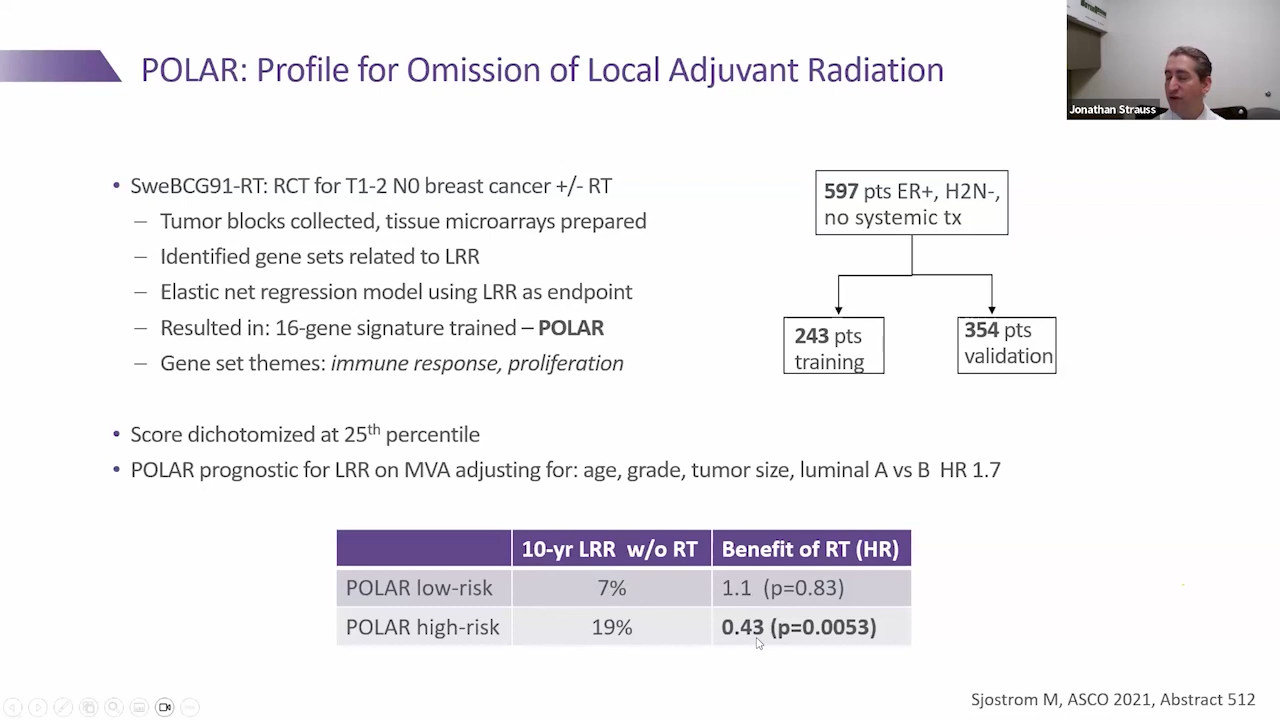 POLAR: Profile for Omission of Local Adjuvant Radiation
Jonathan Strauss
• SweBCG91-RT: RCT for T1-2 N0 breast cancer +/- RT
– Tumor blocks collected, tissue microarrays prepared
– Identified gene sets related to LRR
– Elastic net regression model using LRR as endpoint
– Resulted in: 16-gene signature trained – POLAR
– Gene set themes: immune response, proliferation
597 pts ER+, H2N-,
no systemic tx
243 pts
training
354 pts
validation
• Score dichotomized at 25th percentile
• POLAR prognostic for LRR on MVA adjusting for: age, grade, tumor size, luminal A vs B HR 1.7
10-yr LRR w/o RT Benefit of RT (HR)
POLAR low-risk 7% 1.1 (p=0.83)
POLAR high-risk 19% 0.43 (p=0.0053)
Sjostrom M, ASCO 2021, Abstract 512